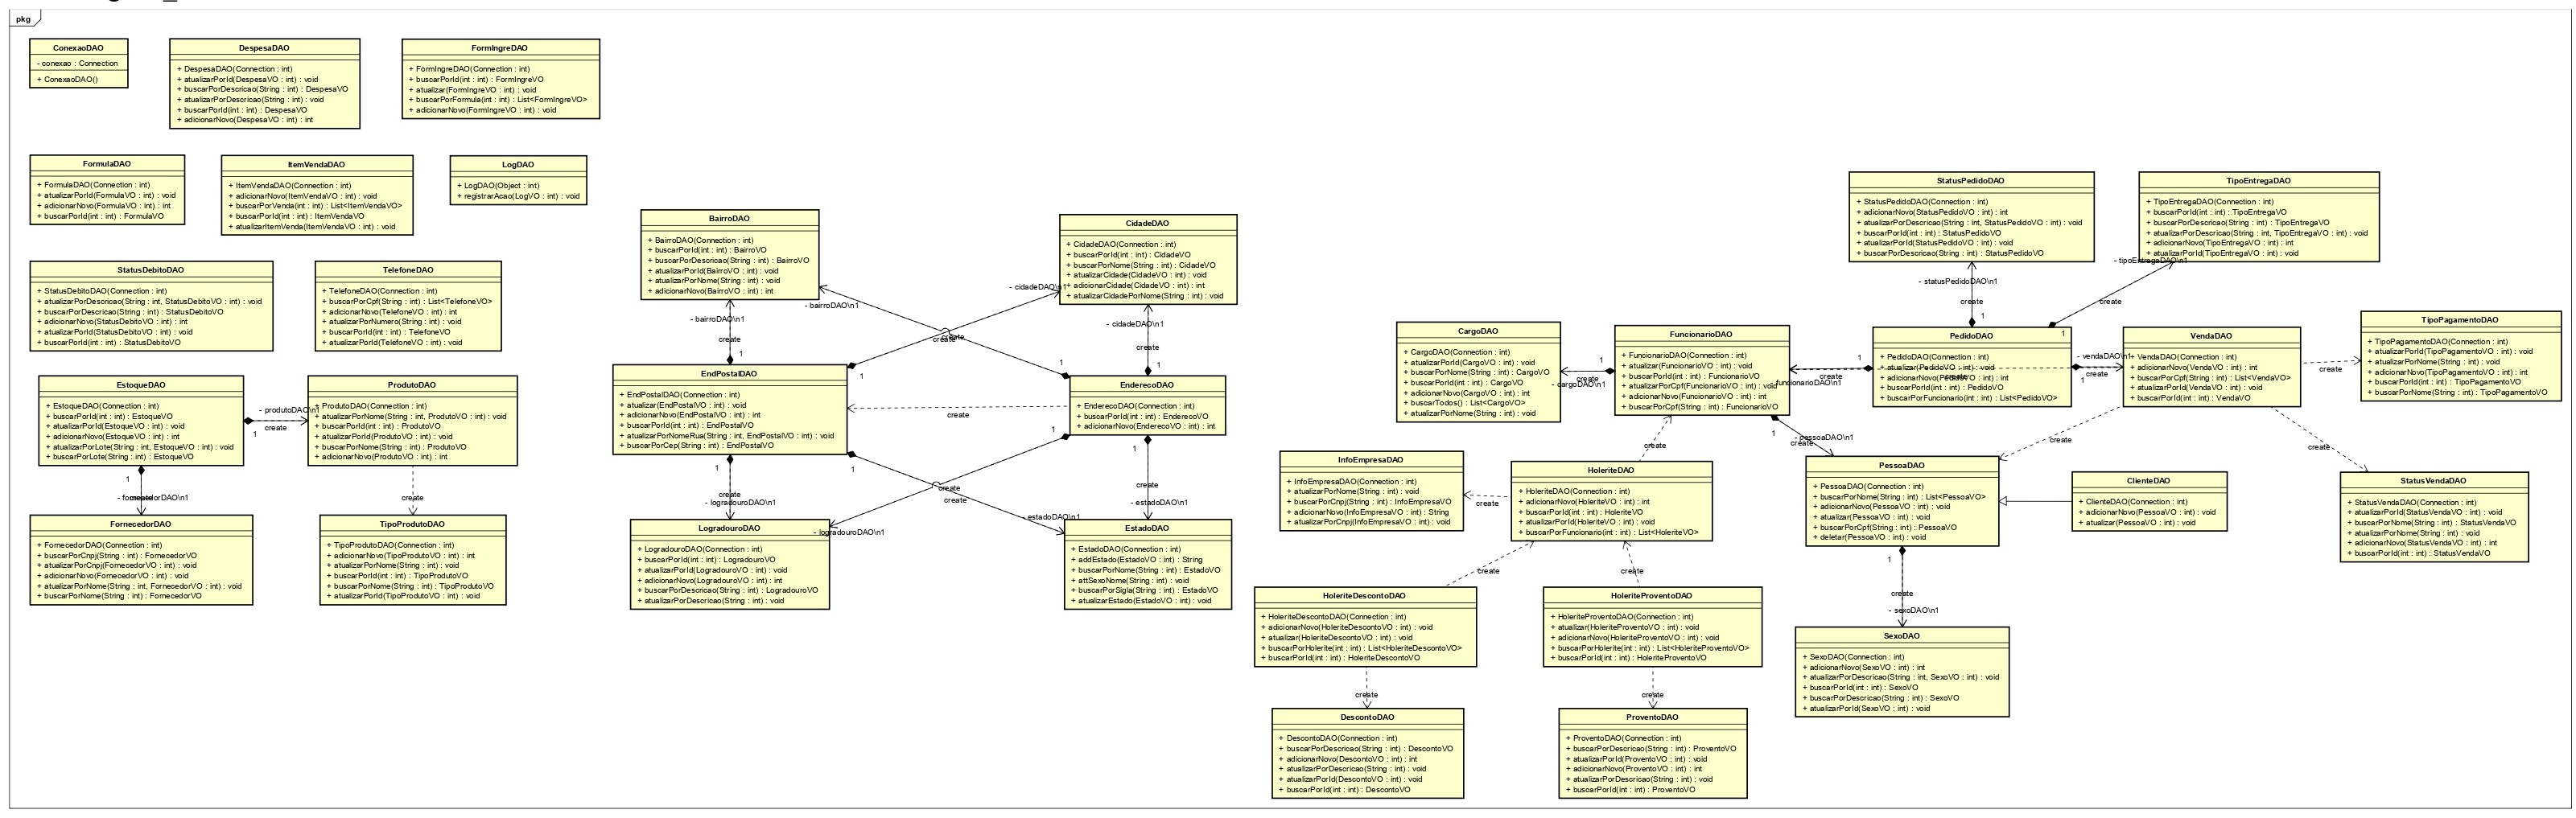 pkg
ConexaoDAO
- conexao : Connection
+ ConexaoDAO()
DespesaDAO
+ DespesaDAO(Connection : int)
+ atualizarPorId(DespesaVO : int) : void
+ buscarPorDescricao(String : int) : DespesaVO
+ atualizarPorDescricao(String : int) : void
+ buscarPorId(int : int) : DespesaVO
+ adicionarNovo(DespesaVO : int) : int
FormIngreDAO
+ FormIngreDAO(Connection : int)
+ buscarPorId(int : int) : FormIngreVO
+ atualizar(FormIngreVO : int) : void
+ buscarPorFormula(int : int) : List<FormIngreVO>
+ adicionarNovo(FormIngreVO : int) : void
FormulaDAO
+ FormulaDAO(Connection : int)
+ atualizarPorId(FormulaVO : int) : void
+ adicionarNovo(FormulaVO : int) : int
+ buscarPorId(int : int) : FormulaVO
ItemVendaDAO
+ ItemVendaDAO(Connection : int)
+ adicionarNovo(ItemVendaVO : int) : void
+ buscarPorVenda(int : int) : List<ItemVendaVO>
+ buscarPorId(int : int) : ItemVendaVO
+ atualizarItemVenda(ItemVendaVO : int) : void
LogDAO
+ LogDAO(Object : int)
+ registrarAcao(LogVO : int) : void
StatusDebitoDAO
+ StatusDebitoDAO(Connection : int)
+ atualizarPorDescricao(String : int, StatusDebitoVO : int) : void
+ buscarPorDescricao(String : int) : StatusDebitoVO
+ adicionarNovo(StatusDebitoVO : int) : int
+ atualizarPorId(StatusDebitoVO : int) : void
+ buscarPorId(int : int) : StatusDebitoVO
TelefoneDAO
+ TelefoneDAO(Connection : int)
+ buscarPorCpf(String : int) : List<TelefoneVO>
+ adicionarNovo(TelefoneVO : int) : int
+ atualizarPorNumero(String : int) : void
+ buscarPorId(int : int) : TelefoneVO
+ atualizarPorId(TelefoneVO : int) : void
EstoqueDAO
+ EstoqueDAO(Connection : int)
+ buscarPorId(int : int) : EstoqueVO
+ atualizarPorId(EstoqueVO : int) : void
+ adicionarNovo(EstoqueVO : int) : int
+ atualizarPorLote(String : int, EstoqueVO : int) : void
+ buscarPorLote(String : int) : EstoqueVO
- produtoDAO\n1
create
1
ProdutoDAO
+ ProdutoDAO(Connection : int)
+ atualizarPorNome(String : int, ProdutoVO : int) : void
+ buscarPorId(int : int) : ProdutoVO
+ atualizarPorId(ProdutoVO : int) : void
+ buscarPorNome(String : int) : ProdutoVO
+ adicionarNovo(ProdutoVO : int) : int
1
- fornecedorDAO\n1
create
create
FornecedorDAO
+ FornecedorDAO(Connection : int)
+ buscarPorCnpj(String : int) : FornecedorVO
+ atualizarPorCnpj(FornecedorVO : int) : void
+ adicionarNovo(FornecedorVO : int) : void
+ atualizarPorNome(String : int, FornecedorVO : int) : void
+ buscarPorNome(String : int) : FornecedorVO
TipoProdutoDAO
+ TipoProdutoDAO(Connection : int)
+ adicionarNovo(TipoProdutoVO : int) : int
+ atualizarPorNome(String : int) : void
+ buscarPorId(int : int) : TipoProdutoVO
+ buscarPorNome(String : int) : TipoProdutoVO
+ atualizarPorId(TipoProdutoVO : int) : void
BairroDAO
+ BairroDAO(Connection : int)
+ buscarPorId(int : int) : BairroVO
+ buscarPorDescricao(String : int) : BairroVO
+ atualizarPorId(BairroVO : int) : void
+ atualizarPorNome(String : int) : void
+ adicionarNovo(BairroVO : int) : int
CidadeDAO
+ CidadeDAO(Connection : int)
+ buscarPorId(int : int) : CidadeVO
+ buscarPorNome(String : int) : CidadeVO
+ atualizarCidade(CidadeVO : int) : void
+ adicionarCidade(CidadeVO : int) : int
+ atualizarCidadePorNome(String : int) : void
- cidadeDAO\n1
- bairroDAO\n1
- bairroDAO\n1
- cidadeDAO\n1
create
create
create
create
1
1
1
1
EndPostalDAO
+ EndPostalDAO(Connection : int)
+ atualizar(EndPostalVO : int) : void
+ adicionarNovo(EndPostalVO : int) : int
+ buscarPorId(int : int) : EndPostalVO
+ atualizarPorNomeRua(String : int, EndPostalVO : int) : void
+ buscarPorCep(String : int) : EndPostalVO
create
EnderecoDAO
+ EnderecoDAO(Connection : int)
+ buscarPorId(int : int) : EnderecoVO
+ adicionarNovo(EnderecoVO : int) : int
1
1
1
1
create
create
create
create
- logradouroDAO\n1
- estadoDAO\n1
- estadoDAO\n1
- logradouroDAO\n1
LogradouroDAO
+ LogradouroDAO(Connection : int)
+ buscarPorId(int : int) : LogradouroVO
+ atualizarPorId(LogradouroVO : int) : void
+ adicionarNovo(LogradouroVO : int) : int
+ buscarPorDescricao(String : int) : LogradouroVO
+ atualizarPorDescricao(String : int) : void
EstadoDAO
+ EstadoDAO(Connection : int)
+ addEstado(EstadoVO : int) : String
+ buscarPorNome(String : int) : EstadoVO
+ attSexoNome(String : int) : void
+ buscarPorSigla(String : int) : EstadoVO
+ atualizarEstado(EstadoVO : int) : void
StatusPedidoDAO
+ StatusPedidoDAO(Connection : int)
+ adicionarNovo(StatusPedidoVO : int) : int
+ atualizarPorDescricao(String : int, StatusPedidoVO : int) : void
+ buscarPorId(int : int) : StatusPedidoVO
+ atualizarPorId(StatusPedidoVO : int) : void
+ buscarPorDescricao(String : int) : StatusPedidoVO
TipoEntregaDAO
+ TipoEntregaDAO(Connection : int)
+ buscarPorId(int : int) : TipoEntregaVO
+ buscarPorDescricao(String : int) : TipoEntregaVO
+ atualizarPorDescricao(String : int, TipoEntregaVO : int) : void
+ adicionarNovo(TipoEntregaVO : int) : int
+ atualizarPorId(TipoEntregaVO : int) : void
- tipoEntregaDAO\n1
- statusPedidoDAO\n1
create
create
1
1
CargoDAO
+ CargoDAO(Connection : int)
+ atualizarPorId(CargoVO : int) : void
+ buscarPorNome(String : int) : CargoVO
+ buscarPorId(int : int) : CargoVO
+ adicionarNovo(CargoVO : int) : int
+ buscarTodos() : List<CargoVO>
+ atualizarPorNome(String : int) : void
1
create
- cargoDAO\n1
FuncionarioDAO
+ FuncionarioDAO(Connection : int)
+ atualizar(FuncionarioVO : int) : void
+ buscarPorId(int : int) : FuncionarioVO
+ atualizarPorCpf(FuncionarioVO : int) : void
+ adicionarNovo(FuncionarioVO : int) : int
+ buscarPorCpf(String : int) : FuncionarioVO
1
create
- funcionarioDAO\n1
PedidoDAO
+ PedidoDAO(Connection : int)
+ atualizar(PedidoVO : int) : void
+ adicionarNovo(PedidoVO : int) : int
create
+ buscarPorId(int : int) : PedidoVO
+ buscarPorFuncionario(int : int) : List<PedidoVO>
- vendaDAO\n1
create
1
VendaDAO
+ VendaDAO(Connection : int)
+ adicionarNovo(VendaVO : int) : int
+ buscarPorCpf(String : int) : List<VendaVO>
+ atualizarPorId(VendaVO : int) : void
+ buscarPorId(int : int) : VendaVO
create
TipoPagamentoDAO
+ TipoPagamentoDAO(Connection : int)
+ atualizarPorId(TipoPagamentoVO : int) : void
+ atualizarPorNome(String : int) : void
+ adicionarNovo(TipoPagamentoVO : int) : int
+ buscarPorId(int : int) : TipoPagamentoVO
+ buscarPorNome(String : int) : TipoPagamentoVO
create
1
- pessoaDAO\n1
create
create
create
InfoEmpresaDAO
+ InfoEmpresaDAO(Connection : int)
+ atualizarPorNome(String : int) : void
+ buscarPorCnpj(String : int) : InfoEmpresaVO
+ adicionarNovo(InfoEmpresaVO : int) : String
+ atualizarPorCnpj(InfoEmpresaVO : int) : void
create
HoleriteDAO
+ HoleriteDAO(Connection : int)
+ adicionarNovo(HoleriteVO : int) : int
+ buscarPorId(int : int) : HoleriteVO
+ atualizarPorId(HoleriteVO : int) : void
+ buscarPorFuncionario(int : int) : List<HoleriteVO>
PessoaDAO
+ PessoaDAO(Connection : int)
+ buscarPorNome(String : int) : List<PessoaVO>
+ adicionarNovo(PessoaVO : int) : void
+ atualizar(PessoaVO : int) : void
+ buscarPorCpf(String : int) : PessoaVO
+ deletar(PessoaVO : int) : void
ClienteDAO
+ ClienteDAO(Connection : int)
+ adicionarNovo(PessoaVO : int) : void
+ atualizar(PessoaVO : int) : void
StatusVendaDAO
+ StatusVendaDAO(Connection : int)
+ atualizarPorId(StatusVendaVO : int) : void
+ buscarPorNome(String : int) : StatusVendaVO
+ atualizarPorNome(String : int) : void
+ adicionarNovo(StatusVendaVO : int) : int
+ buscarPorId(int : int) : StatusVendaVO
create
create
1
create
- sexoDAO\n1
HoleriteDescontoDAO
+ HoleriteDescontoDAO(Connection : int)
+ adicionarNovo(HoleriteDescontoVO : int) : void
+ atualizar(HoleriteDescontoVO : int) : void
+ buscarPorHolerite(int : int) : List<HoleriteDescontoVO>
+ buscarPorId(int : int) : HoleriteDescontoVO
HoleriteProventoDAO
+ HoleriteProventoDAO(Connection : int)
+ atualizar(HoleriteProventoVO : int) : void
+ adicionarNovo(HoleriteProventoVO : int) : void
+ buscarPorHolerite(int : int) : List<HoleriteProventoVO>
+ buscarPorId(int : int) : HoleriteProventoVO
SexoDAO
+ SexoDAO(Connection : int)
+ adicionarNovo(SexoVO : int) : int
+ atualizarPorDescricao(String : int, SexoVO : int) : void
+ buscarPorId(int : int) : SexoVO
+ buscarPorDescricao(String : int) : SexoVO
+ atualizarPorId(SexoVO : int) : void
create
create
DescontoDAO
+ DescontoDAO(Connection : int)
+ buscarPorDescricao(String : int) : DescontoVO
+ adicionarNovo(DescontoVO : int) : int
+ atualizarPorDescricao(String : int) : void
+ atualizarPorId(DescontoVO : int) : void
+ buscarPorId(int : int) : DescontoVO
ProventoDAO
+ ProventoDAO(Connection : int)
+ buscarPorDescricao(String : int) : ProventoVO
+ atualizarPorId(ProventoVO : int) : void
+ adicionarNovo(ProventoVO : int) : int
+ atualizarPorDescricao(String : int) : void
+ buscarPorId(int : int) : ProventoVO